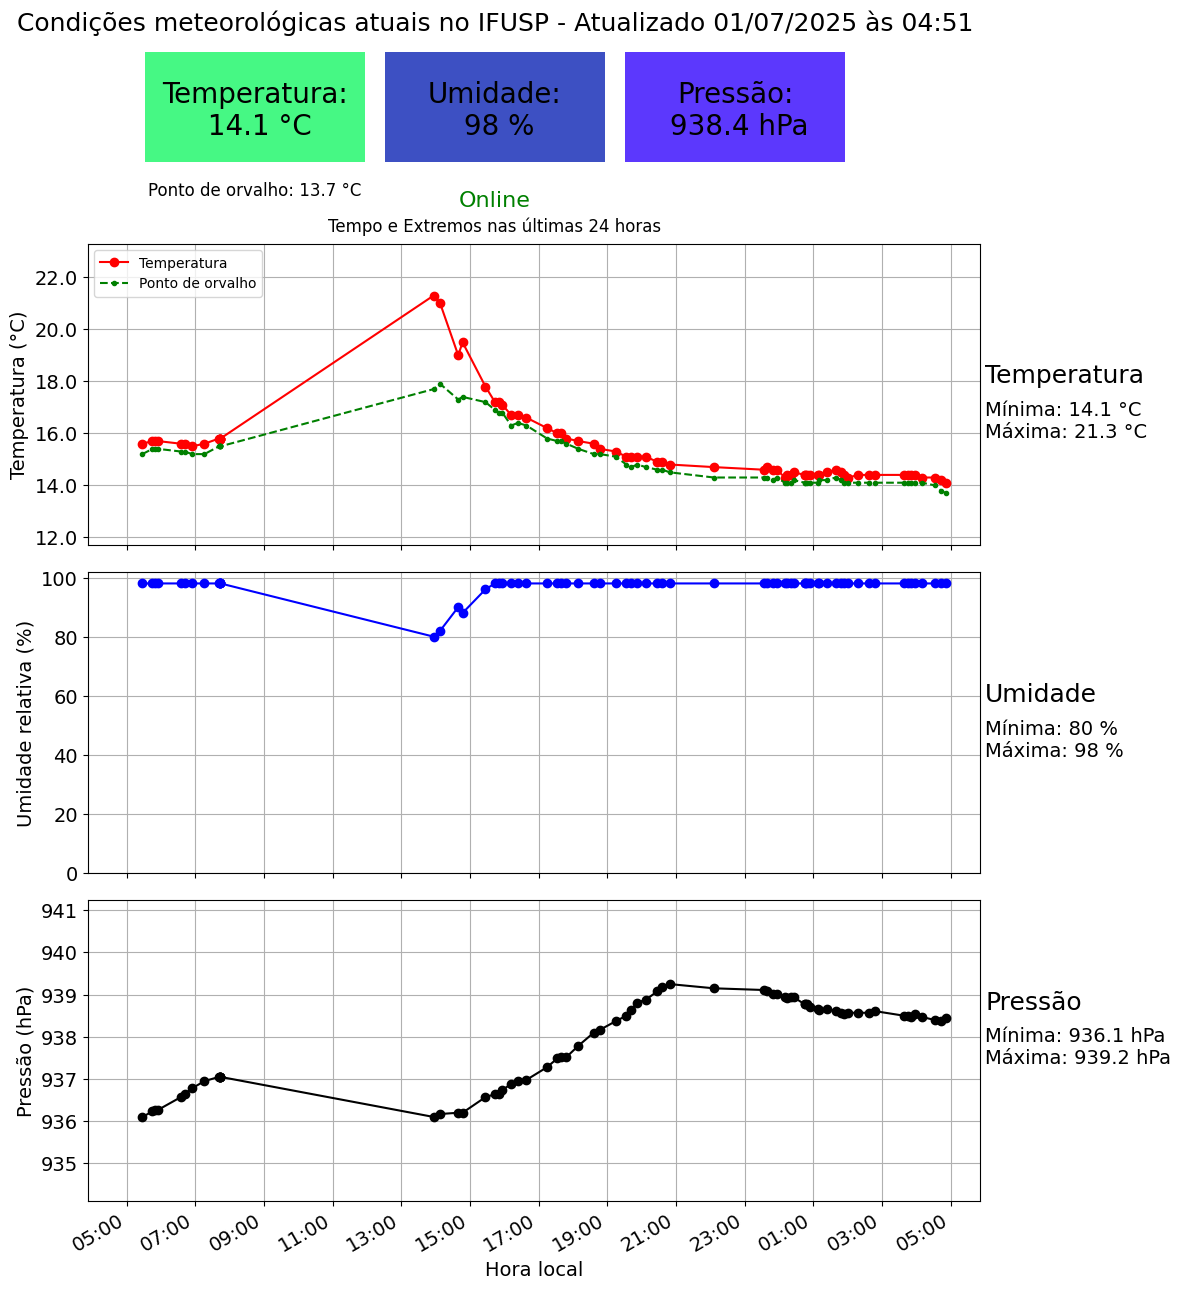 Condições meteorológicas atuais no IFUSP - Atualizado 01/07/2025 às 04:51
Temperatura:
14.1 °C
Umidade:
98 %
Pressão:
938.4 hPa
Ponto de orvalho: 13.7 °C
Online
Tempo e Extremos nas últimas 24 horas
Temperatura
Ponto de orvalho
Temperatura (°C)
22.0
20.0
18.0
16.0
14.0
12.0
Temperatura
Mínima: 14.1 °C
Máxima: 21.3 °C
Umidade relativa (%)
100
80
60
40
20
0
Umidade
Mínima: 80 %
Máxima: 98 %
Pressão (hPa)
941
940
939
938
937
936
935
Pressão
Mínima: 936.1 hPa
Máxima: 939.2 hPa
05:00 07:00 09:00 11:00 13:00 15:00 17:00 19:00 21:00 23:00 01:00 03:00 05:00
Hora local